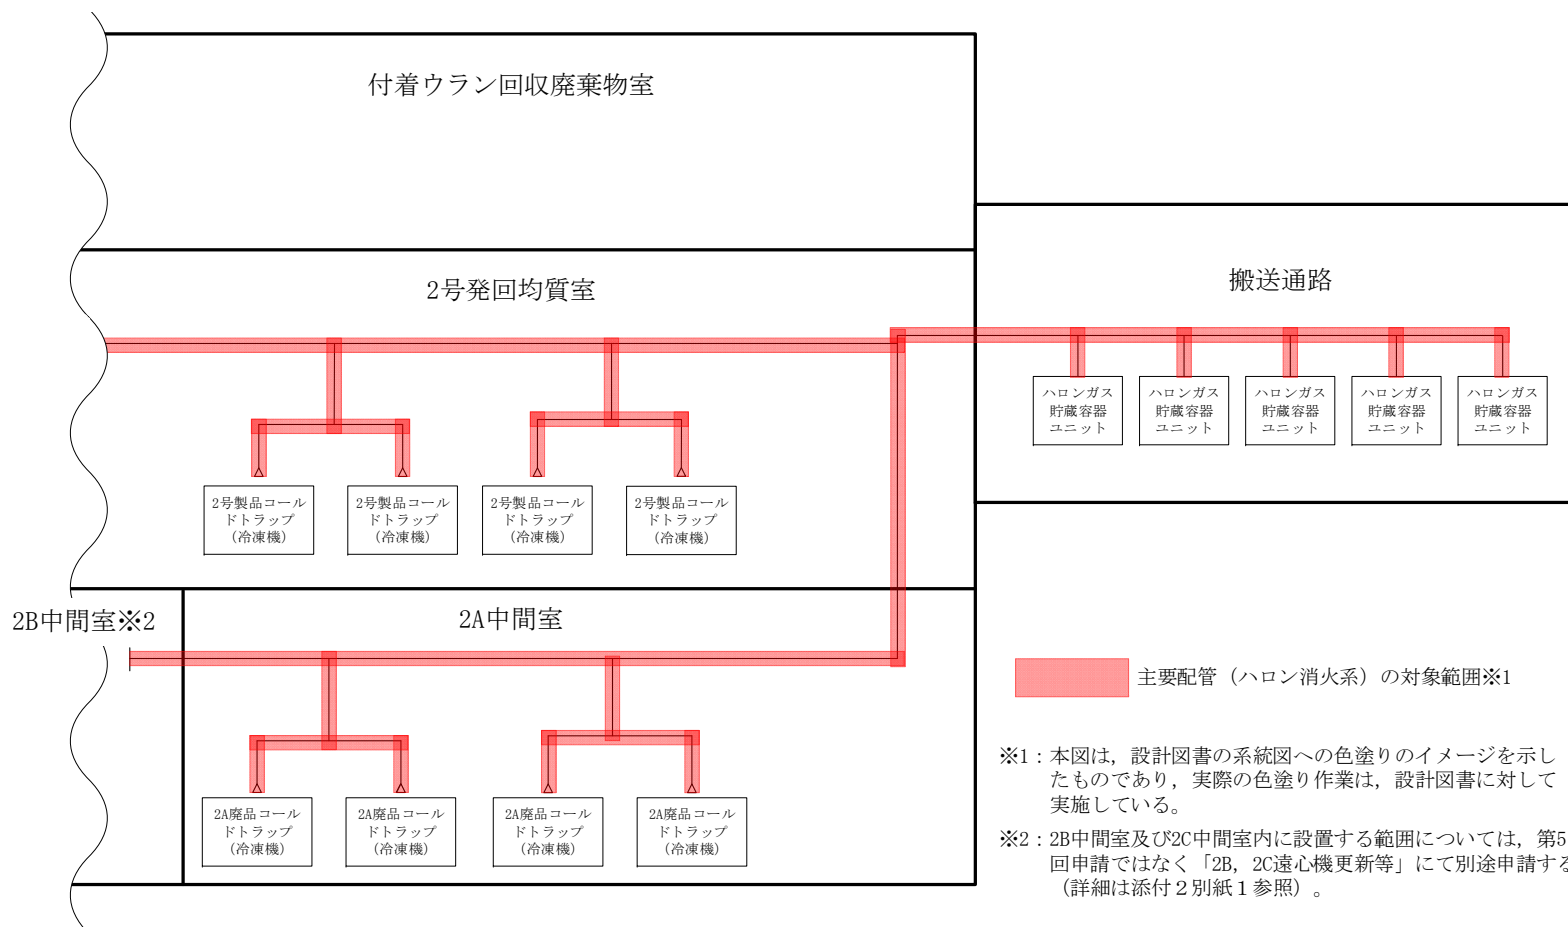 付着ウラン回収廃棄物室
2号発回均質室
搬送通路
ハロンガス
貯蔵容器
ユニット
ハロンガス
貯蔵容器
ユニット
ハロンガス
貯蔵容器
ユニット
ハロンガス
貯蔵容器
ユニット
ハロンガス
貯蔵容器
ユニット
2号製品コール
ドトラップ
(冷凍機)
2号製品コール
ドトラップ
(冷凍機)
2号製品コール
ドトラップ
(冷凍機)
2号製品コール
ドトラップ
(冷凍機)
2B中間室※2
2A中間室
2A廃品コール
ドトラップ
(冷凍機)
2A廃品コール
ドトラップ
(冷凍機)
2A廃品コール
ドトラップ
(冷凍機)
2A廃品コール
ドトラップ
(冷凍機)
主要配管（ハロン消火系）の対象範囲※1
※1：本図は，設計図書の系統図への色塗りのイメージを示し
たものであり，実際の色塗り作業は，設計図書に対して
実施している。
※2：2B中間室及び2C中間室内に設置する範囲については，第5
回申請ではなく「2B，2C遠心機更新等」にて別途申請する
（詳細は添付２別紙１参照）。